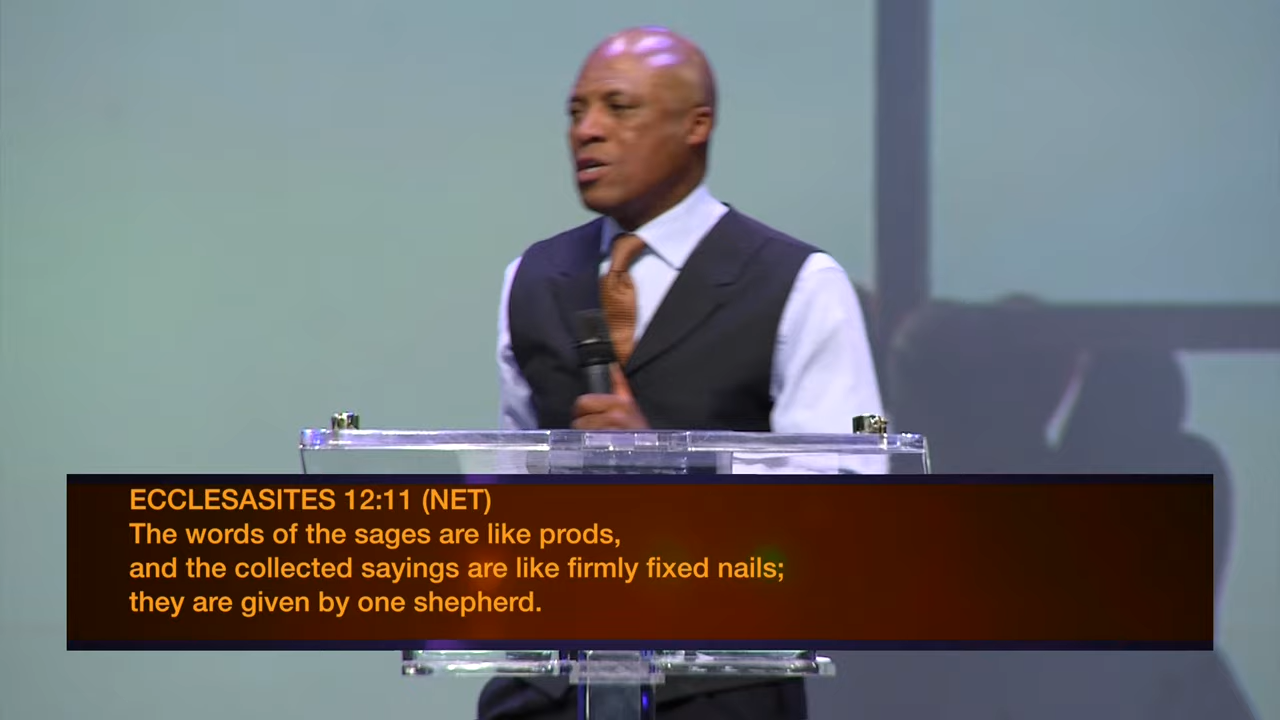 ECCLESASITES 12:11 (NET)
The words of the sages are like prods,
and the collected sayings are like firmly fixed nails;
they are given by one shepherd.